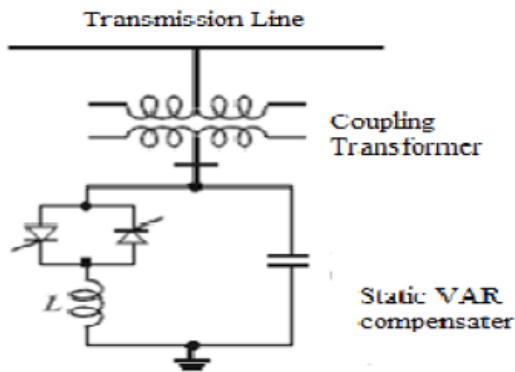 Transmission Line
Coupling
Transformer
L
Static VAR
compensater